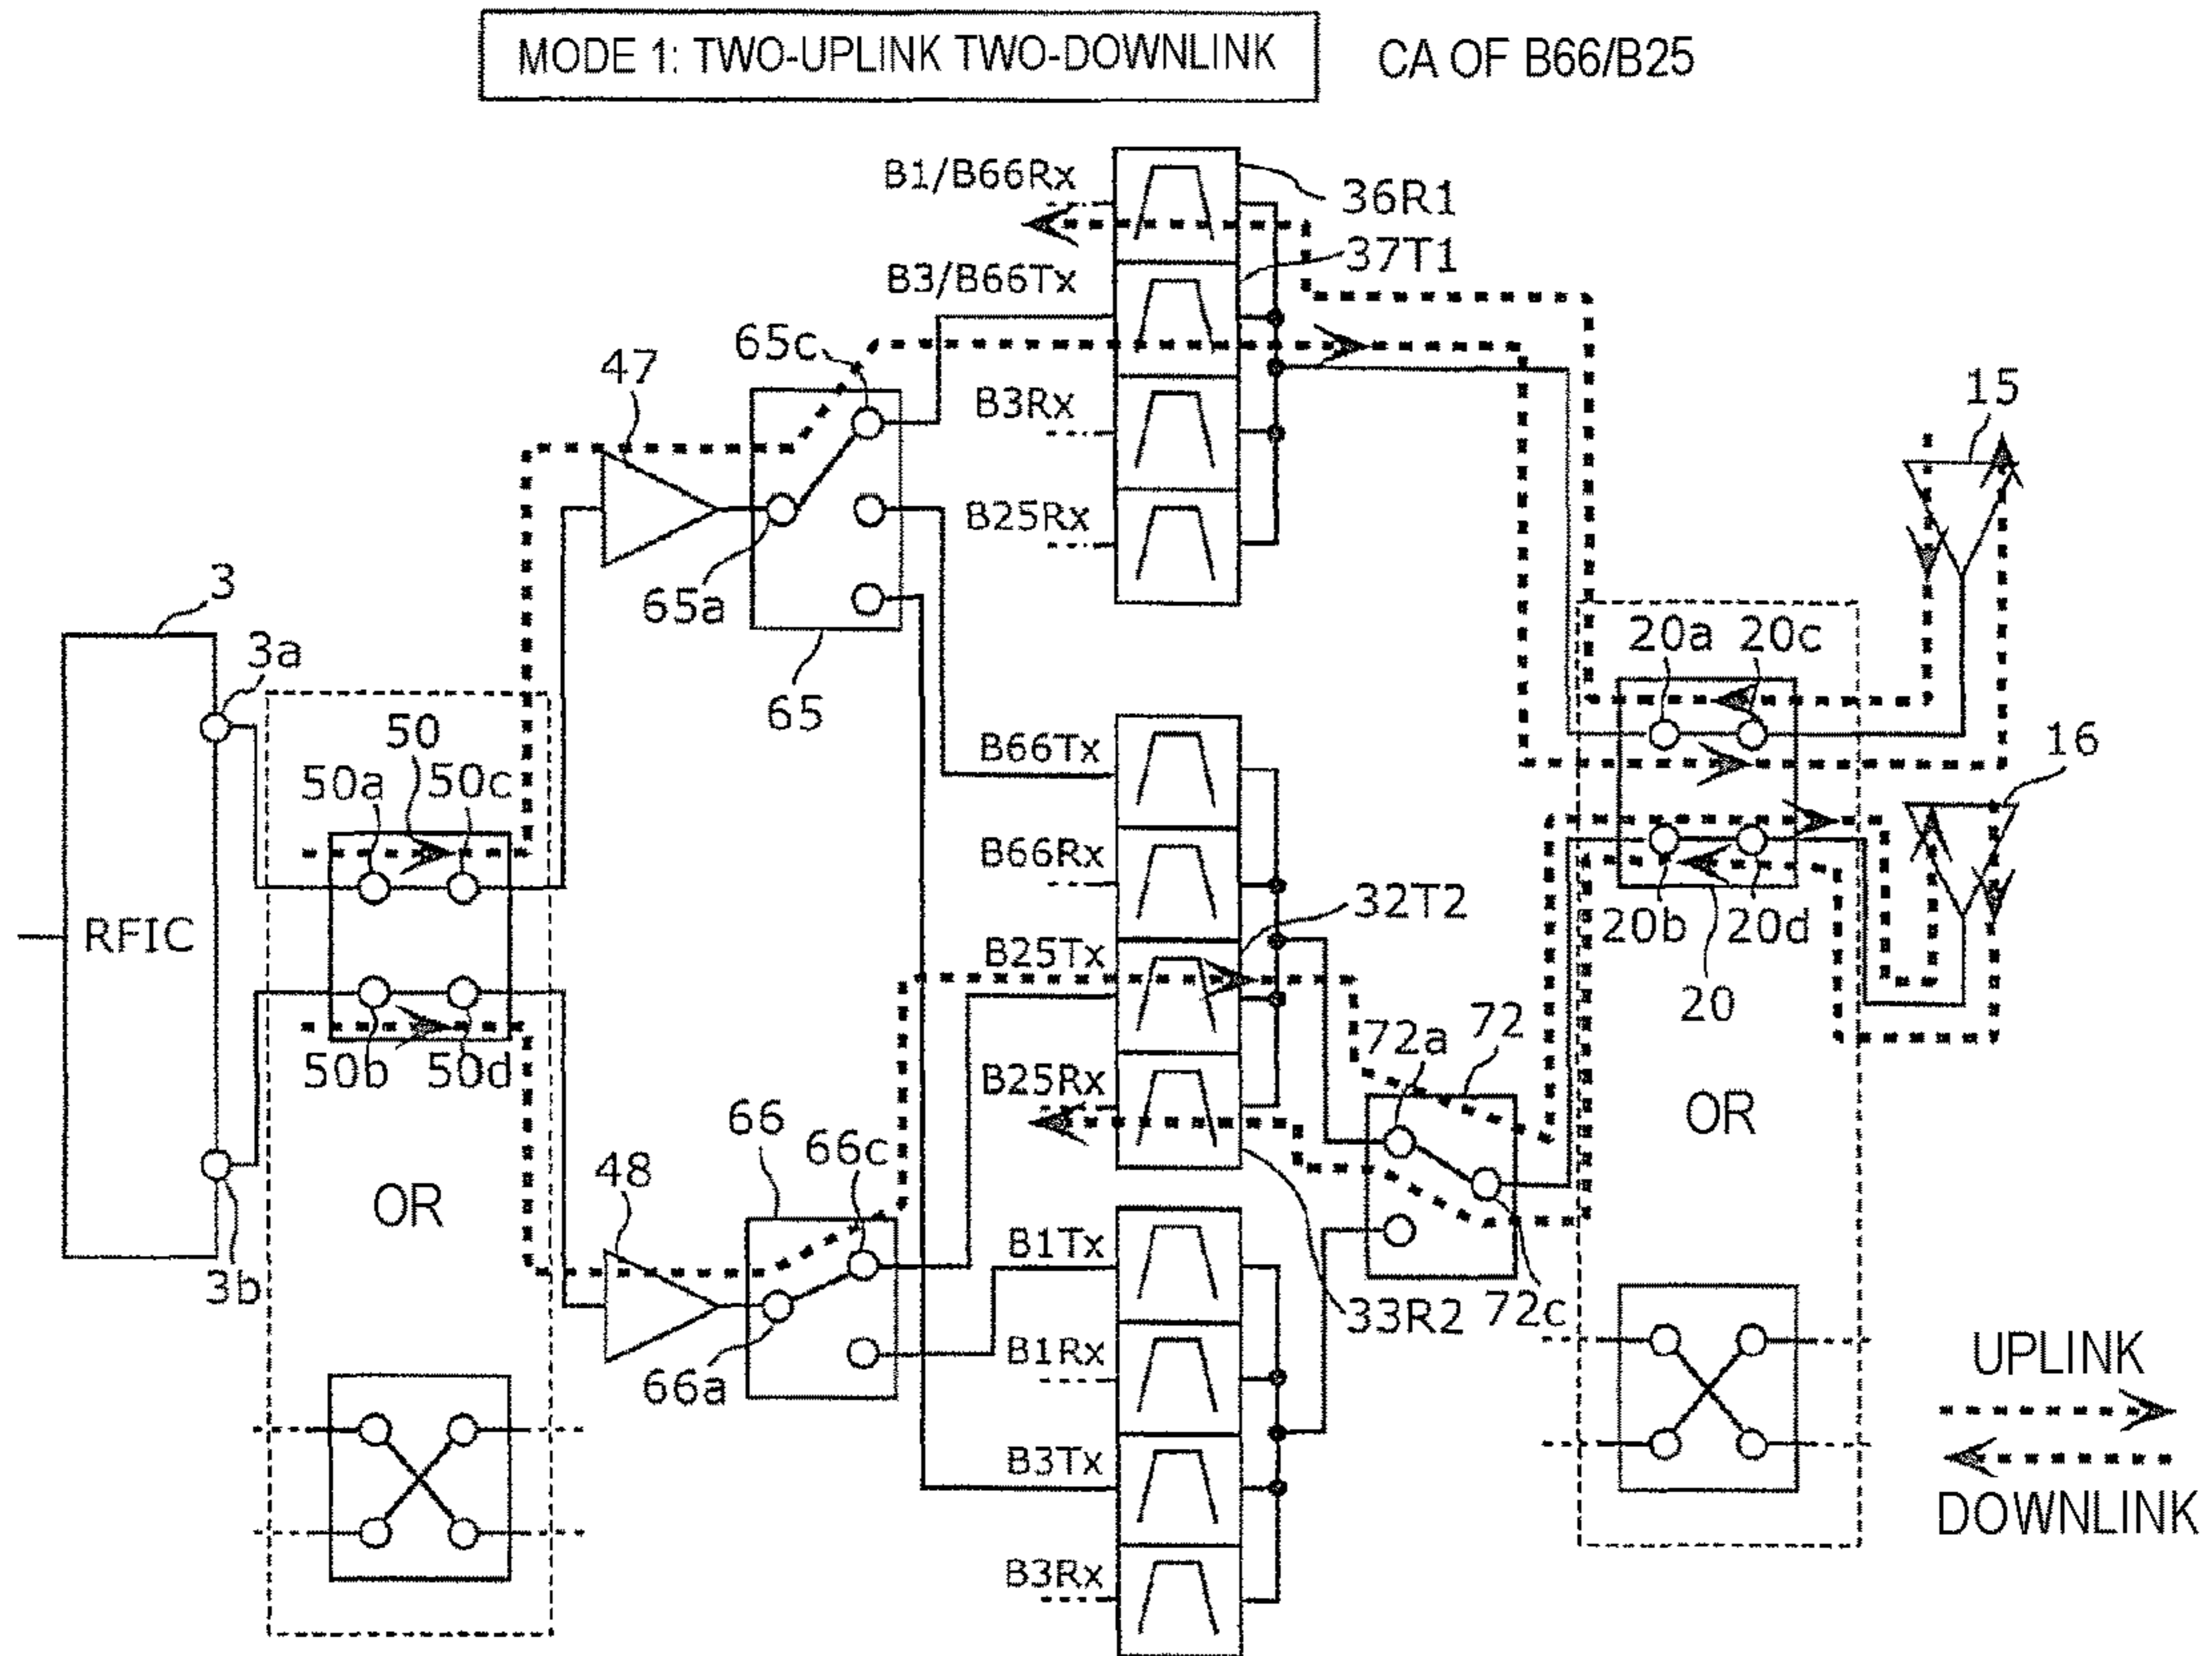 MODE 1: TWO-UPLINK TWO-DOWNLINK
CA OF B66/B25
B1/B66Rx
36R1
37T1
B3/B66Tx
65c
47
B3Rx
15
B25Rx
65a
3
20a 20c
3a
65
50
16
B66Tx
50a 50c
B66Rx
32T2
20b 20d
RFIC
B25Tx
20
72
72a
50b 50d
B25Rx
66
OR
66c
48
OR
B1Tx
3b
33R2 72c
B1Rx
66a
UPLINK
B3Tx
DOWNLINK
B3Rx